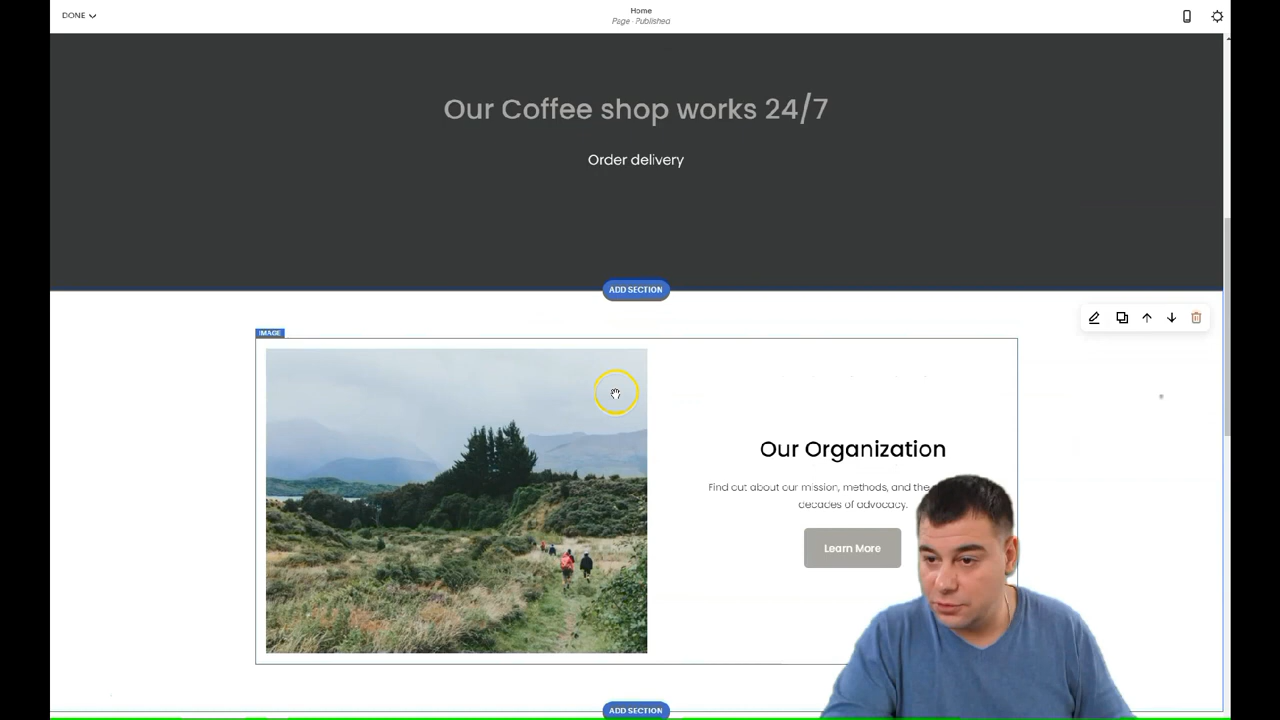 DONE
Home
Page · Published
Our Coffee shop works 24/7
Order delivery
ADD SECTION
IMAGE
Our Organization
Find out about our mission, methods, and the
decades of advocacy.
Learn More
ADD SECTION